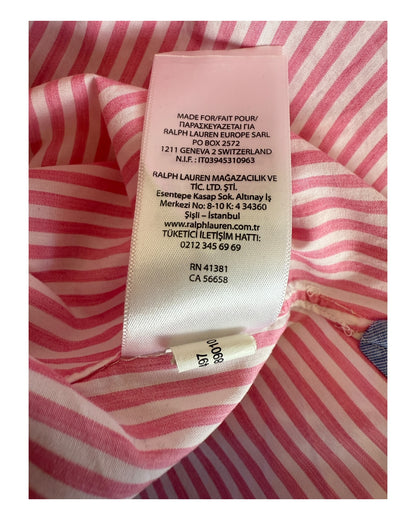 MADE FOR/FAIT POUR/
ΠΑΡΑΣΚΕΥΑΖΕΤΑΙ ΓΙΑ
RALPH LAUREN EUROPE SARL
PO BOX 2572
1211 GENEVA 2 SWITZERLAND
N.I.F. : IT03945310963
RALPH LAUREN MAĞAZACILIK VE
TİC. LTD. ŞTİ.
Esentepe Kasap Sok. Altınay İş
Merkezi No: 8-10 K: 4 34360
Şişli – İstanbul
www.ralphlauren.com
TÜKETİCİ İLETİŞİM HATTI:
0212 345 69 69
RN 41381
CA 56658